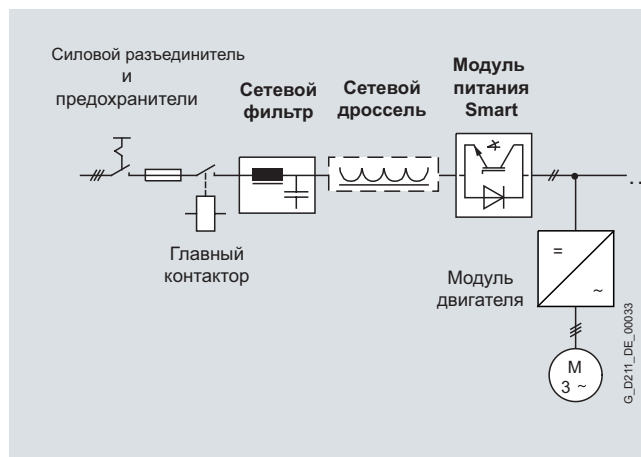 Силовой разъединитель
и
предохранители
Сетевой
фильтр
Сетевой
дроссель
Модуль
питания
Smart
Главный
контактор
Модуль
двигателя
=
~
M
3 ~
G_D211_DE_00033